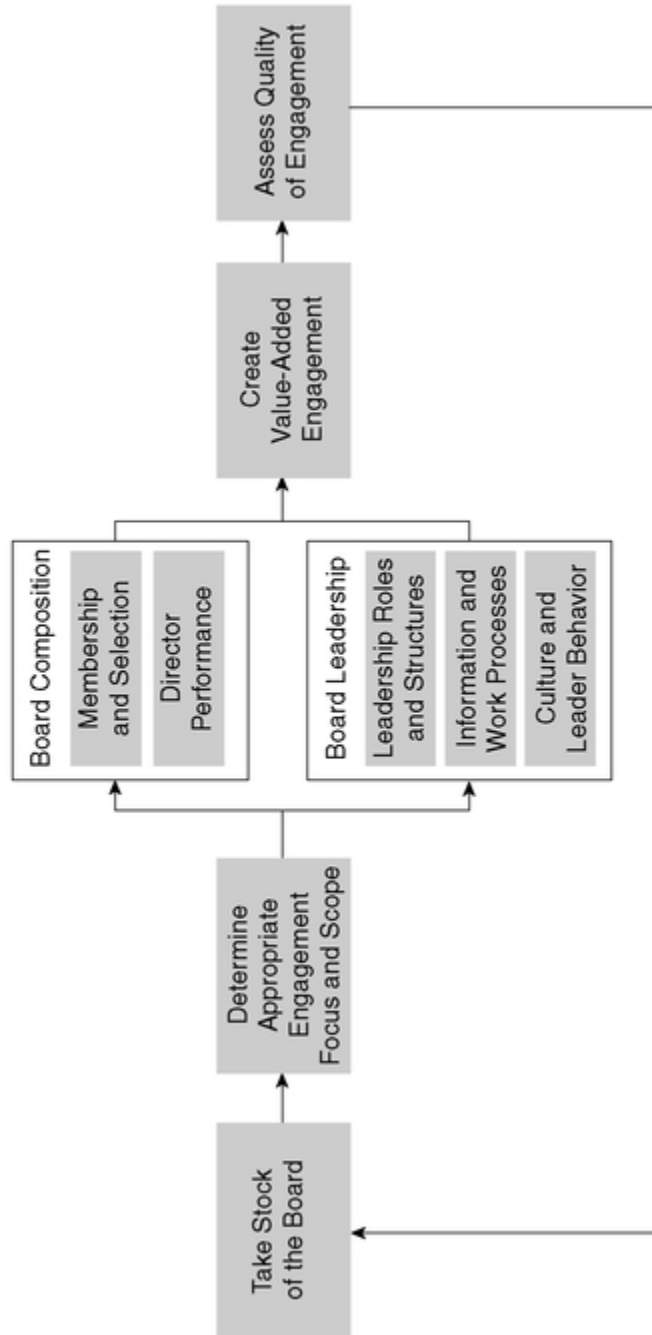 Take Stock
of the Board
Determine
Appropriate
Engagement
Focus and Scope
Board Composition
Membership
and Selection
Director
Performance
Board Leadership
Leadership Roles
and Structures
Information and
Work Processes
Culture and
Leader Behavior
Create
Value-Added
Engagement
Assess Quality
of Engagement